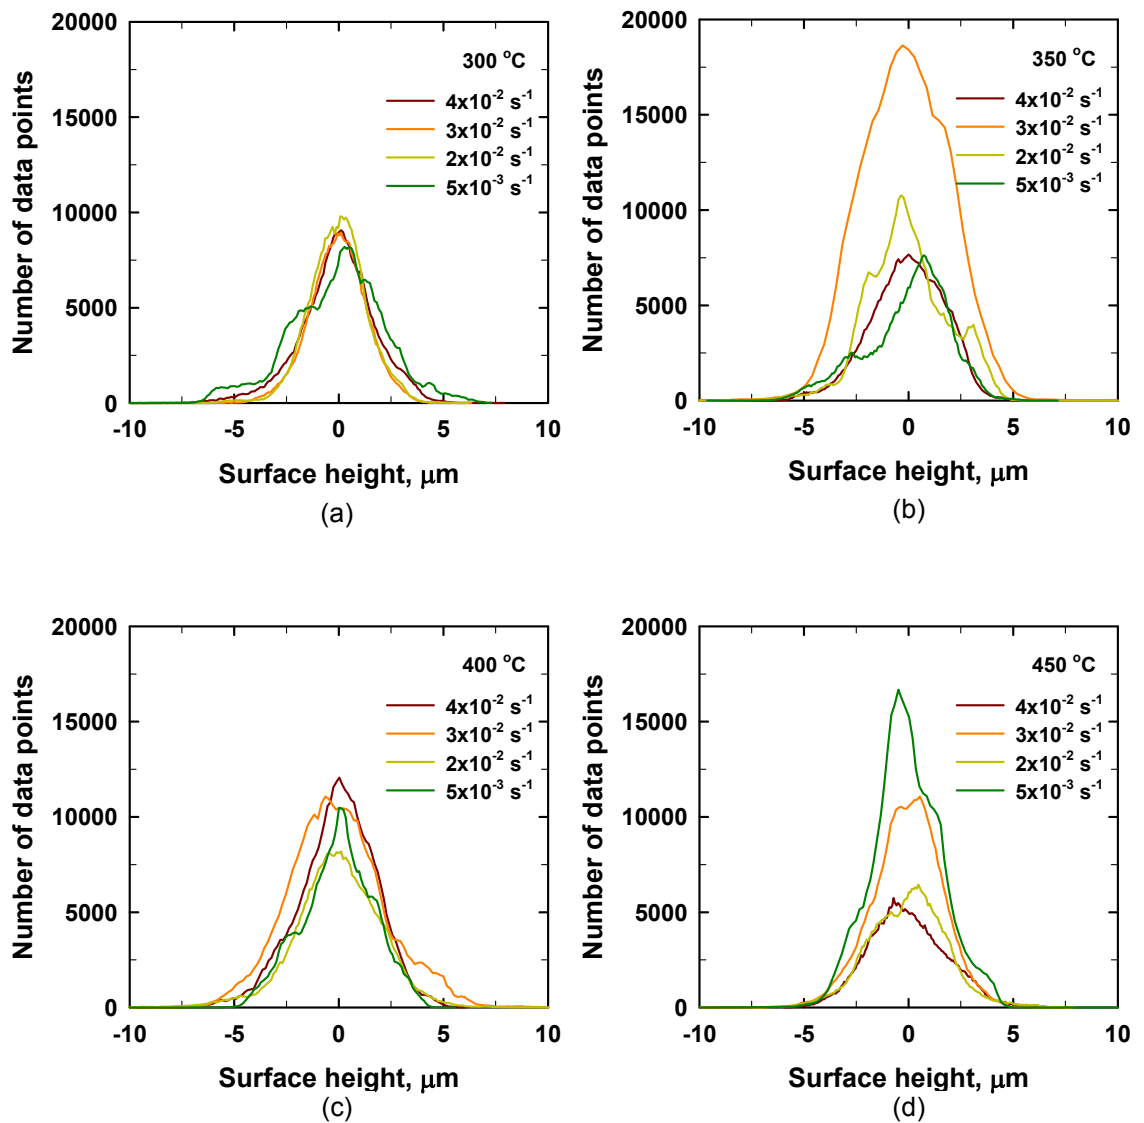 20000
15000
10000
5000
0
Number of data points
300 °C
4x10⁻² s⁻¹
3x10⁻² s⁻¹
2x10⁻² s⁻¹
5x10⁻³ s⁻¹
-10 -5 0 5 10
Surface height, μm
(a)
20000
15000
10000
5000
0
Number of data points
350 °C
4x10⁻² s⁻¹
3x10⁻² s⁻¹
2x10⁻² s⁻¹
5x10⁻³ s⁻¹
-10 -5 0 5 10
Surface height, μm
(b)
20000
15000
10000
5000
0
Number of data points
400 °C
4x10⁻² s⁻¹
3x10⁻² s⁻¹
2x10⁻² s⁻¹
5x10⁻³ s⁻¹
-10 -5 0 5 10
Surface height, μm
(c)
20000
15000
10000
5000
0
Number of data points
450 °C
4x10⁻² s⁻¹
3x10⁻² s⁻¹
2x10⁻² s⁻¹
5x10⁻³ s⁻¹
-10 -5 0 5 10
Surface height, μm
(d)